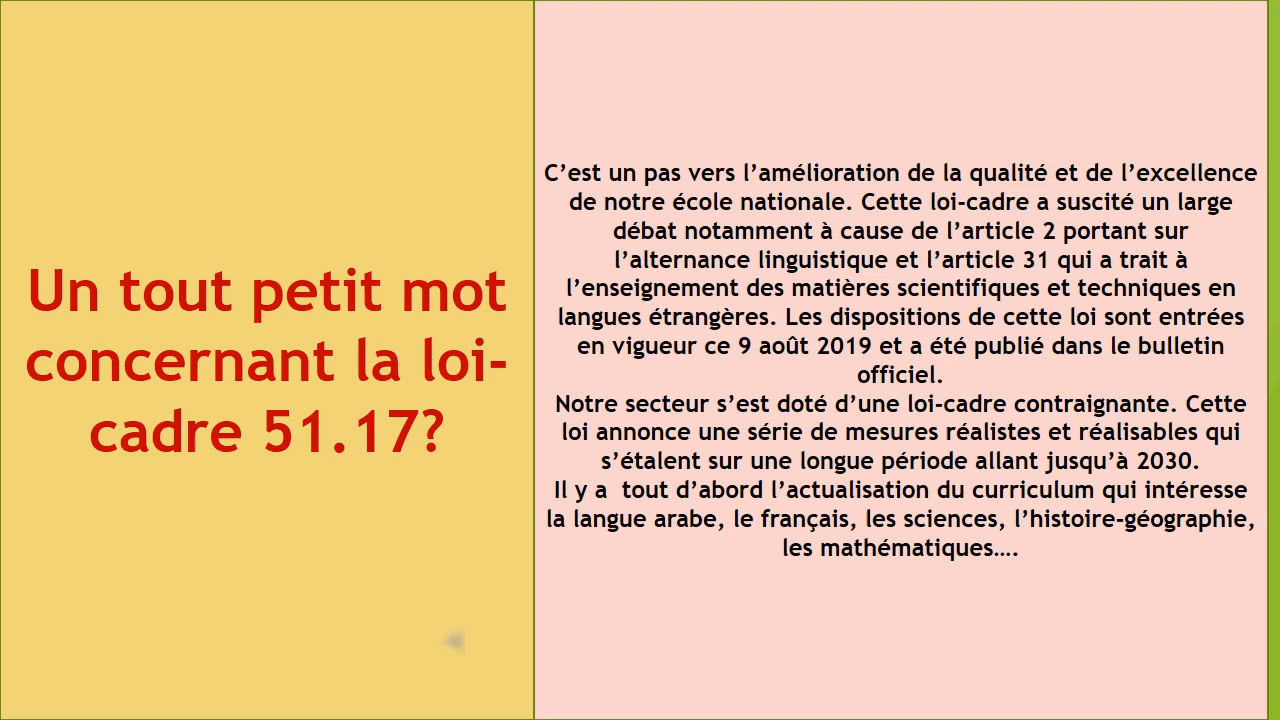 Un tout petit mot
concernant la loi-
cadre 51.17?
C’est un pas vers l’amélioration de la qualité et de l’excellence
de notre école nationale. Cette loi-cadre a suscité un large
débat notamment à cause de l’article 2 portant sur
l’alternance linguistique et l’article 31 qui a trait à
l’enseignement des matières scientifiques et techniques en
langues étrangères. Les dispositions de cette loi sont entrées
en vigueur ce 9 août 2019 et a été publié dans le bulletin
officiel.
Notre secteur s’est doté d’une loi-cadre contraignante. Cette
loi annonce une série de mesures réalistes et réalisables qui
s’étalent sur une longue période allant jusqu’à 2030.
Il y a  tout d’abord l’actualisation du curriculum qui intéresse
la langue arabe, le français, les sciences, l’histoire-géographie,
les mathématiques….